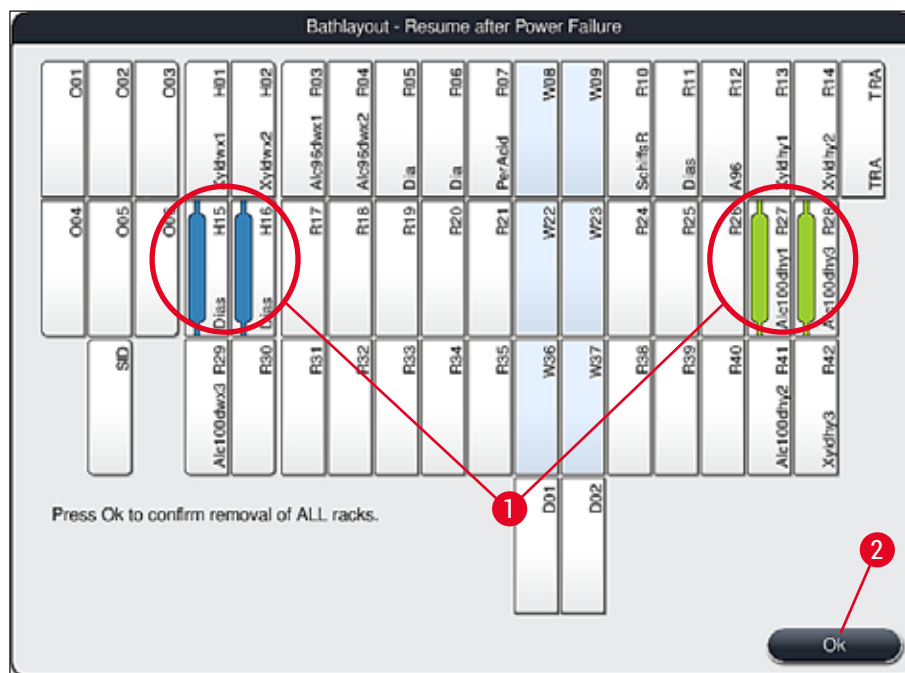 Bathlayout - Resume after Power Failure
O01
O02
O03
H01 Xyldwx1
H02 Xyldwx2
R03 Alc96dwx1
R04 Alc96dwx2
R05 Dia
R06 Dia
R07 PerAcid
W08
W09
R10 SchiffsR
R11 Dias
R12 A96
R13 Xyldhy1
R14 Xyldhy2
TRA TRA
O04
O05
H15 Dias
H16 Dias
R17
R18
R19
R20
R21
W22
W23
R24
R25
R26
R27 Alc100dhy1
R28 Alc100dhy3
SID
R29 Alc100dwx3
R30
R31
R32
R33
R34
R35
W36
W37
R38
R39
R40
R41 Alc100dhy2
R42 Xyldhy3
D01
D02
Press Ok to confirm removal of ALL racks.
1
2
Ok